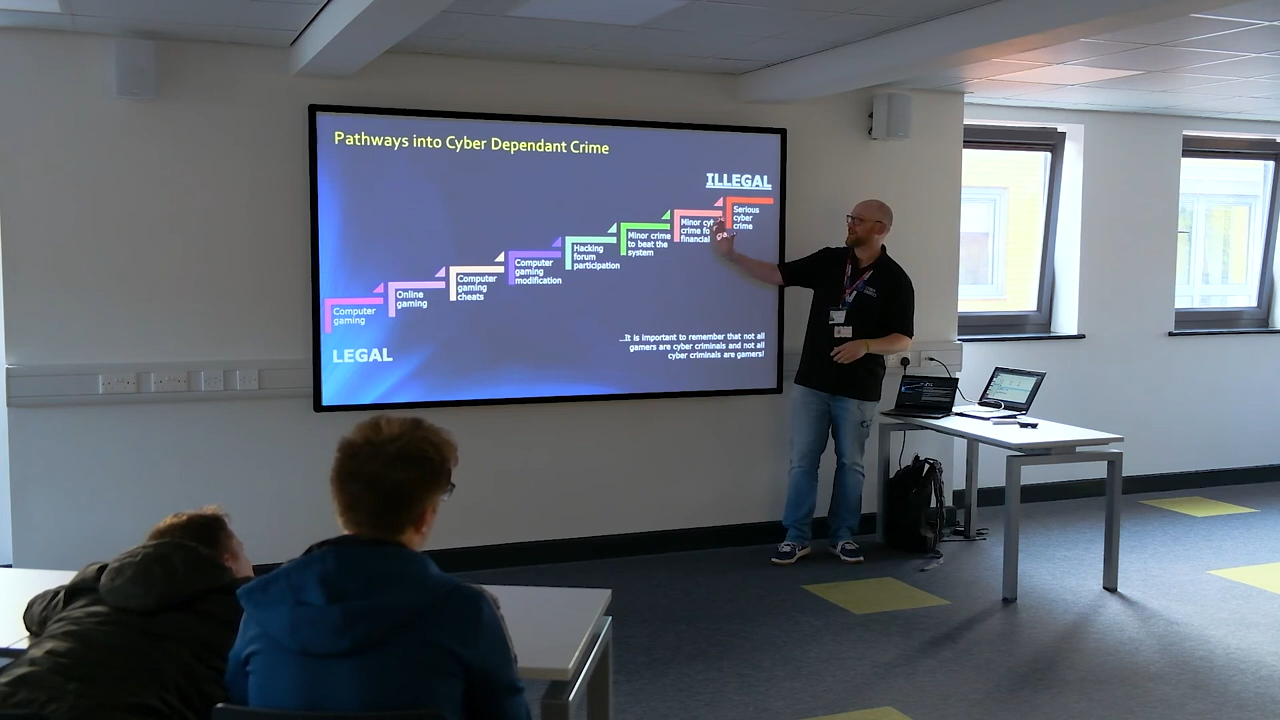 Pathways into Cyber Dependant Crime
ILLEGAL
Serious
cyber
crime
Minor
crime
financial
Minor crime
to beat the
system
Hacking
forum
participation
Computer
gaming
modification
Computer
gaming
cheats
Online
gaming
Computer
gaming
LEGAL
...It is important to remember that not all
gamers are cyber criminals and not all
cyber criminals are gamers!